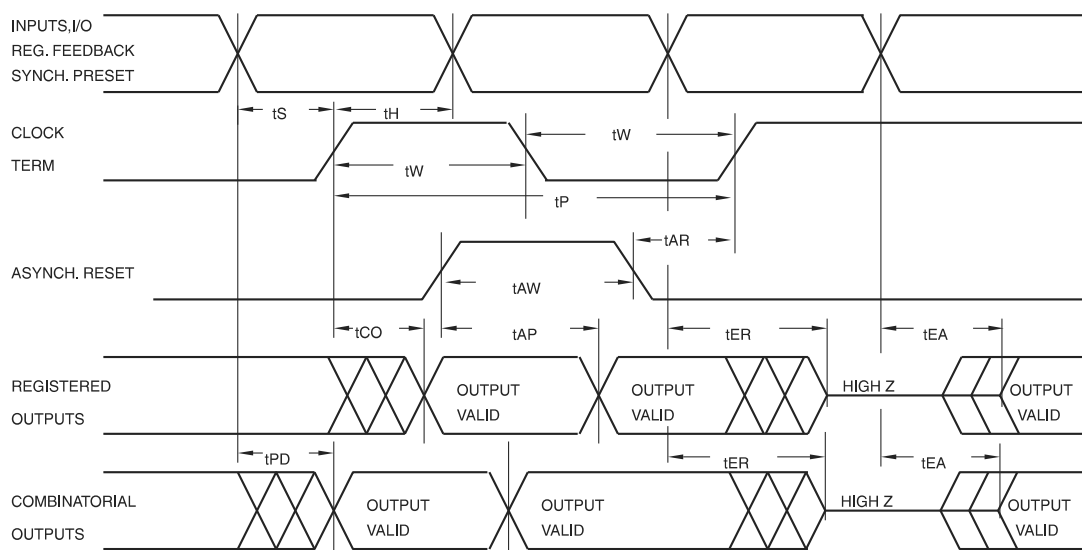 INPUTS,I/O
REG. FEEDBACK
SYNCH. PRESET
tS
tH
CLOCK
TERM
tW
tW
tP
tAR
ASYNCH. RESET
tAW
tCO
tAP
tER
tEA
REGISTERED
OUTPUTS
OUTPUT
VALID
OUTPUT
VALID
HIGH Z
OUTPUT
VALID
tPD
tER
tEA
COMBINATORIAL
OUTPUTS
OUTPUT
VALID
OUTPUT
VALID
HIGH Z
OUTPUT
VALID